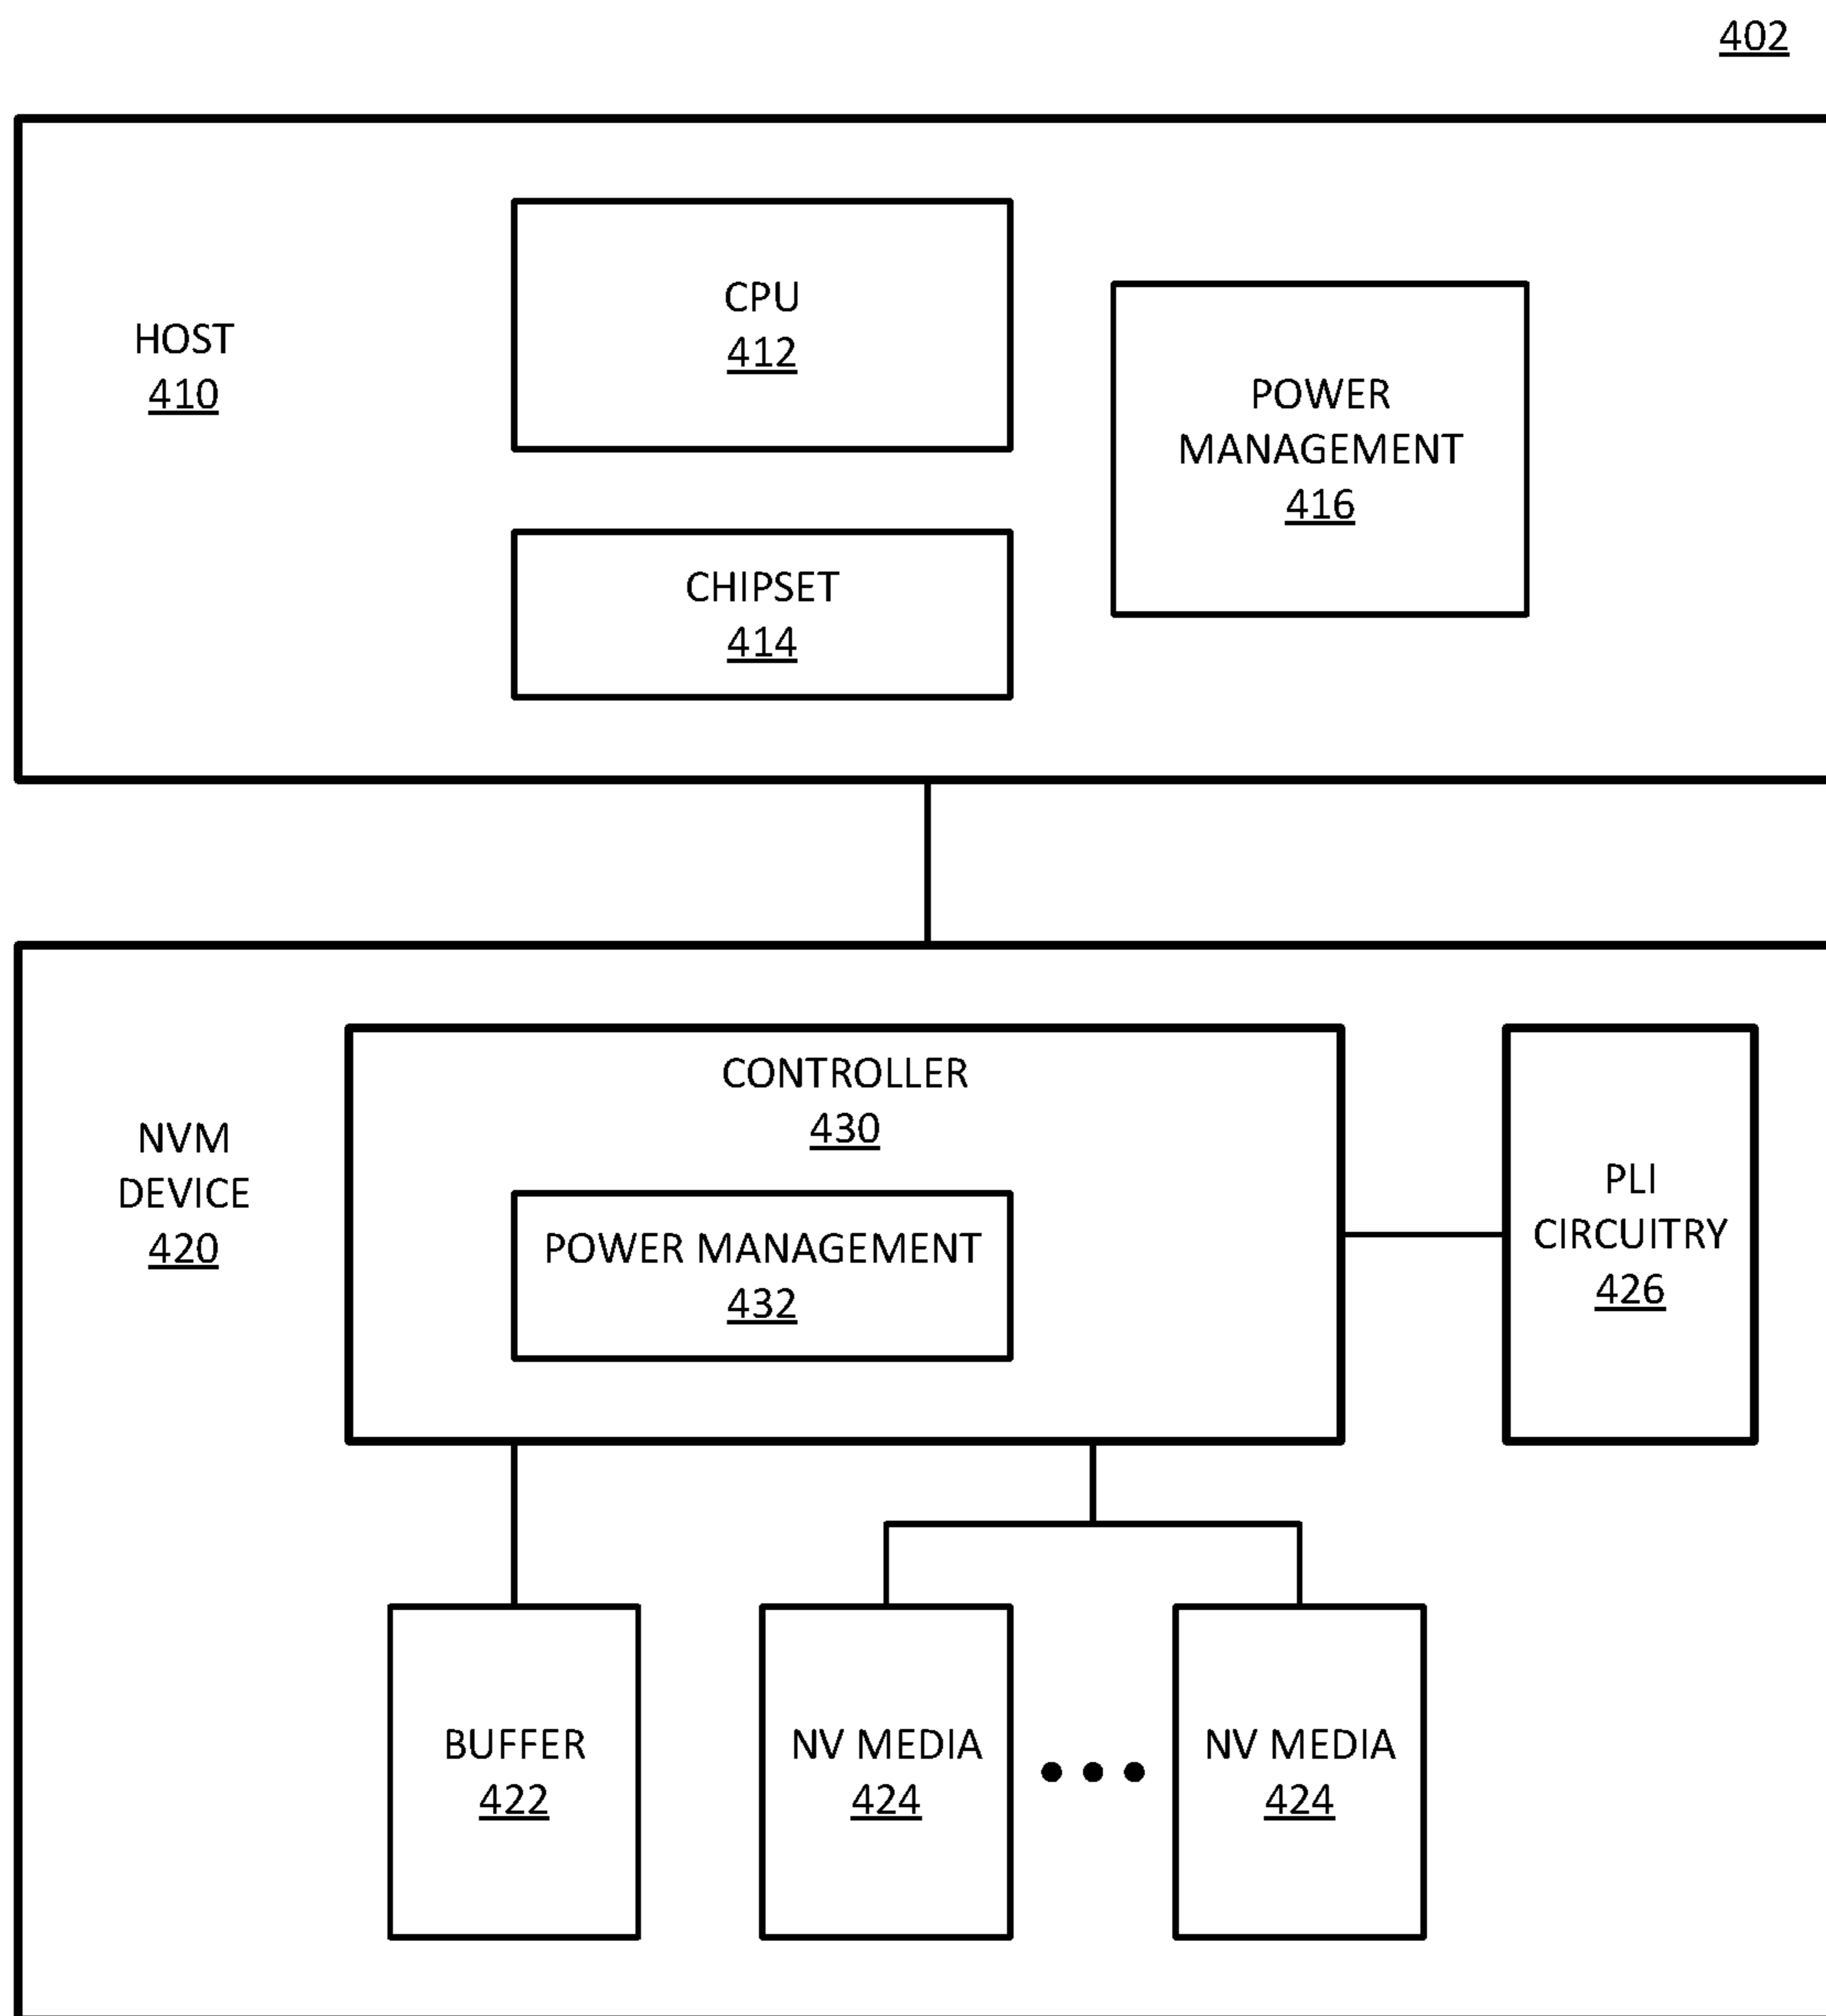 402
HOST
410
CPU
412
POWER
MANAGEMENT
416
CHIPSET
414
NVM
DEVICE
420
CONTROLLER
430
POWER MANAGEMENT
432
PLI
CIRCUITRY
426
BUFFER
422
NV MEDIA
424
NV MEDIA
424